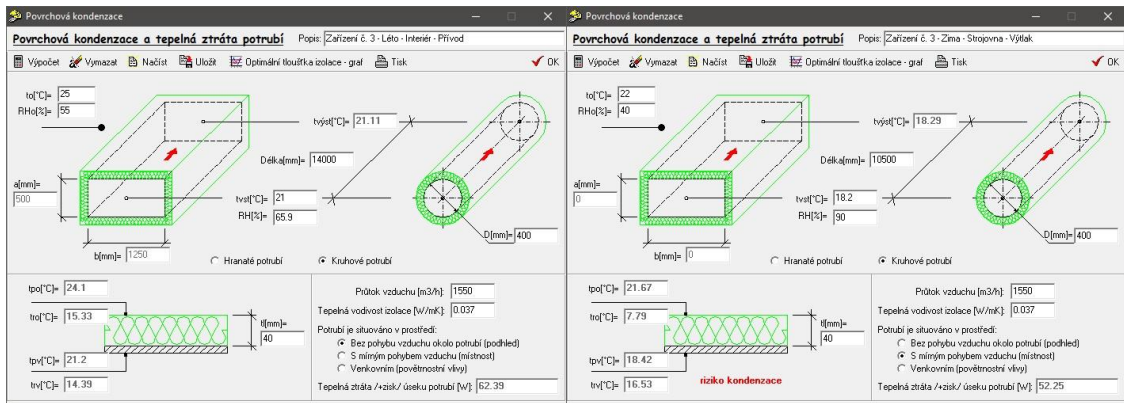 Povrchová kondenzace
Povrchová kondenzace a tepelná ztráta potrubí Popis: Zařízení č. 3 - Léto - Interiér - Přívod
Výpočet Vymazat Načíst Uložit Optimální tloušťka izolace - graf Tisk OK
to[°C]= 25
RHo[%]= 55
tvýst[°C]= 21.11
Délka[mm]= 14000
a[mm]=
500
tvst[°C]= 21
RH[%]= 65.9
D[mm]= 400
b[mm]= 1250
Hranaté potrubí Kruhové potrubí
tpo[°C]= 24.1
tro[°C]= 15.33
tl[mm]=
40
tpv[°C]= 21.2
trv[°C]= 14.39
Průtok vzduchu [m3/h]: 1550
Tepelná vodivost izolace [W/mK]: 0.037
Potrubí je situováno v prostředí:
Bez pohybu vzduchu okolo potrubí (podhled)
S mírným pohybem vzduchu (místnost)
Venkovním (povětrnostní vlivy)
Tepelná ztráta /+zisk/ úseku potrubí [W]: 62.39
Povrchová kondenzace
Povrchová kondenzace a tepelná ztráta potrubí Popis: Zařízení č. 3 - Zima - Strojovna - Výtlak
Výpočet Vymazat Načíst Uložit Optimální tloušťka izolace - graf Tisk OK
to[°C]= 22
RHo[%]= 40
tvýst[°C]= 18.29
Délka[mm]= 10500
a[mm]=
0
tvst[°C]= 18.2
RH[%]= 90
D[mm]= 400
b[mm]= 0
Hranaté potrubí Kruhové potrubí
tpo[°C]= 21.67
tro[°C]= 7.79
tl[mm]=
40
tpv[°C]= 18.42
trv[°C]= 16.53
riziko kondenzace
Průtok vzduchu [m3/h]: 1550
Tepelná vodivost izolace [W/mK]: 0.037
Potrubí je situováno v prostředí:
Bez pohybu vzduchu okolo potrubí (podhled)
S mírným pohybem vzduchu (místnost)
Venkovním (povětrnostní vlivy)
Tepelná ztráta /+zisk/ úseku potrubí [W]: 52.25